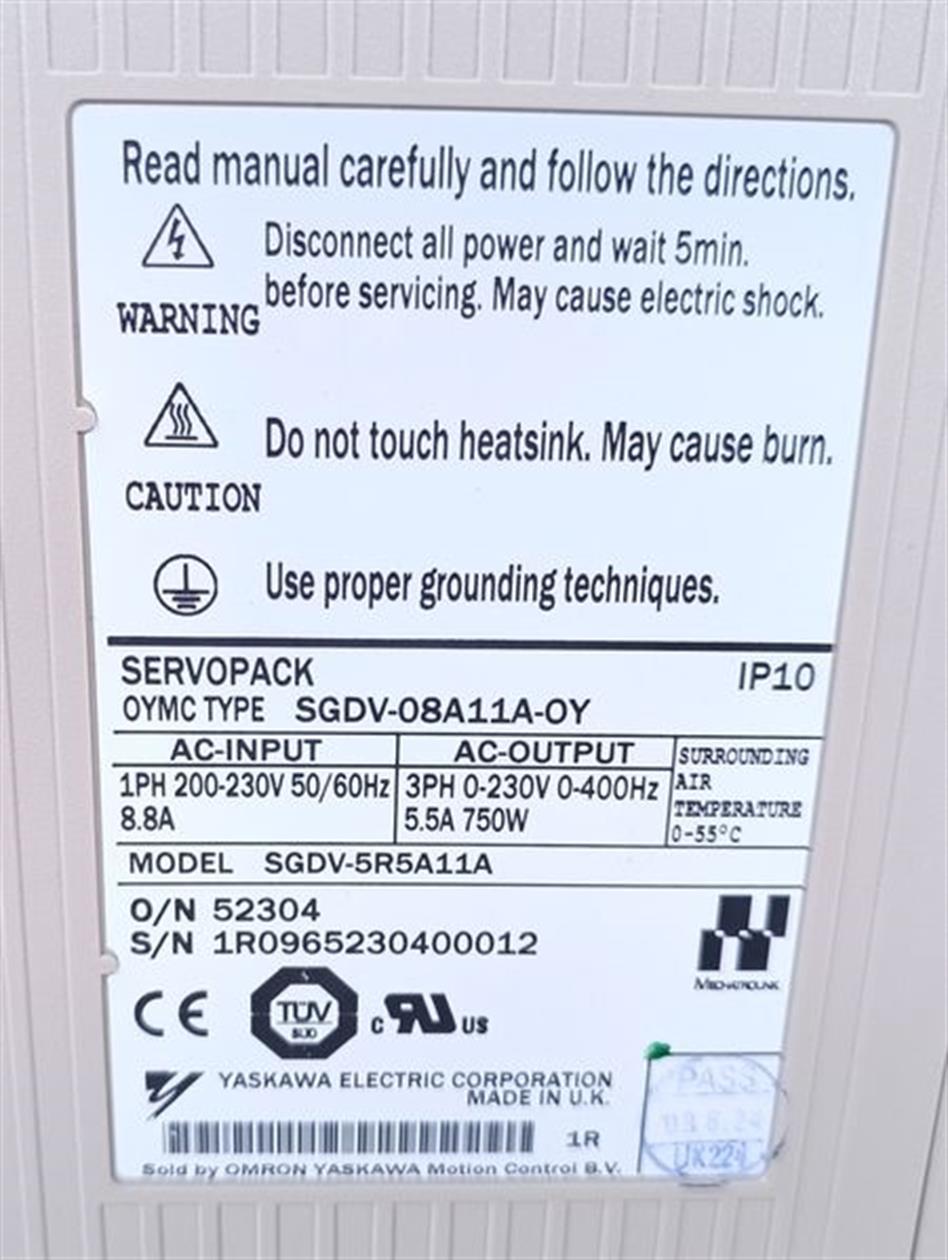 Read manual carefully and follow the directions.
Disconnect all power and wait 5min.
WARNING before servicing. May cause electric shock.
Do not touch heatsink. May cause burn.
CAUTION
Use proper grounding techniques.
SERVOPACK IP10
OYMC TYPE SGDV-08A11A-OY
AC-INPUT AC-OUTPUT SURROUNDING
1PH 200-230V 50/60Hz 3PH 0-230V 0-400Hz AIR
8.8A 5.5A 750W TEMPERATURE
0-55°C
MODEL SGDV-5R5A11A
O/N 52304
S/N 1R0965230400012
MECHATROLINK
CE TÜV c RU US
SÜD
YASKAWA ELECTRIC CORPORATION
MADE IN U.K.
PASS
1R
UK224
Sold by OMRON YASKAWA Motion Control B.V.